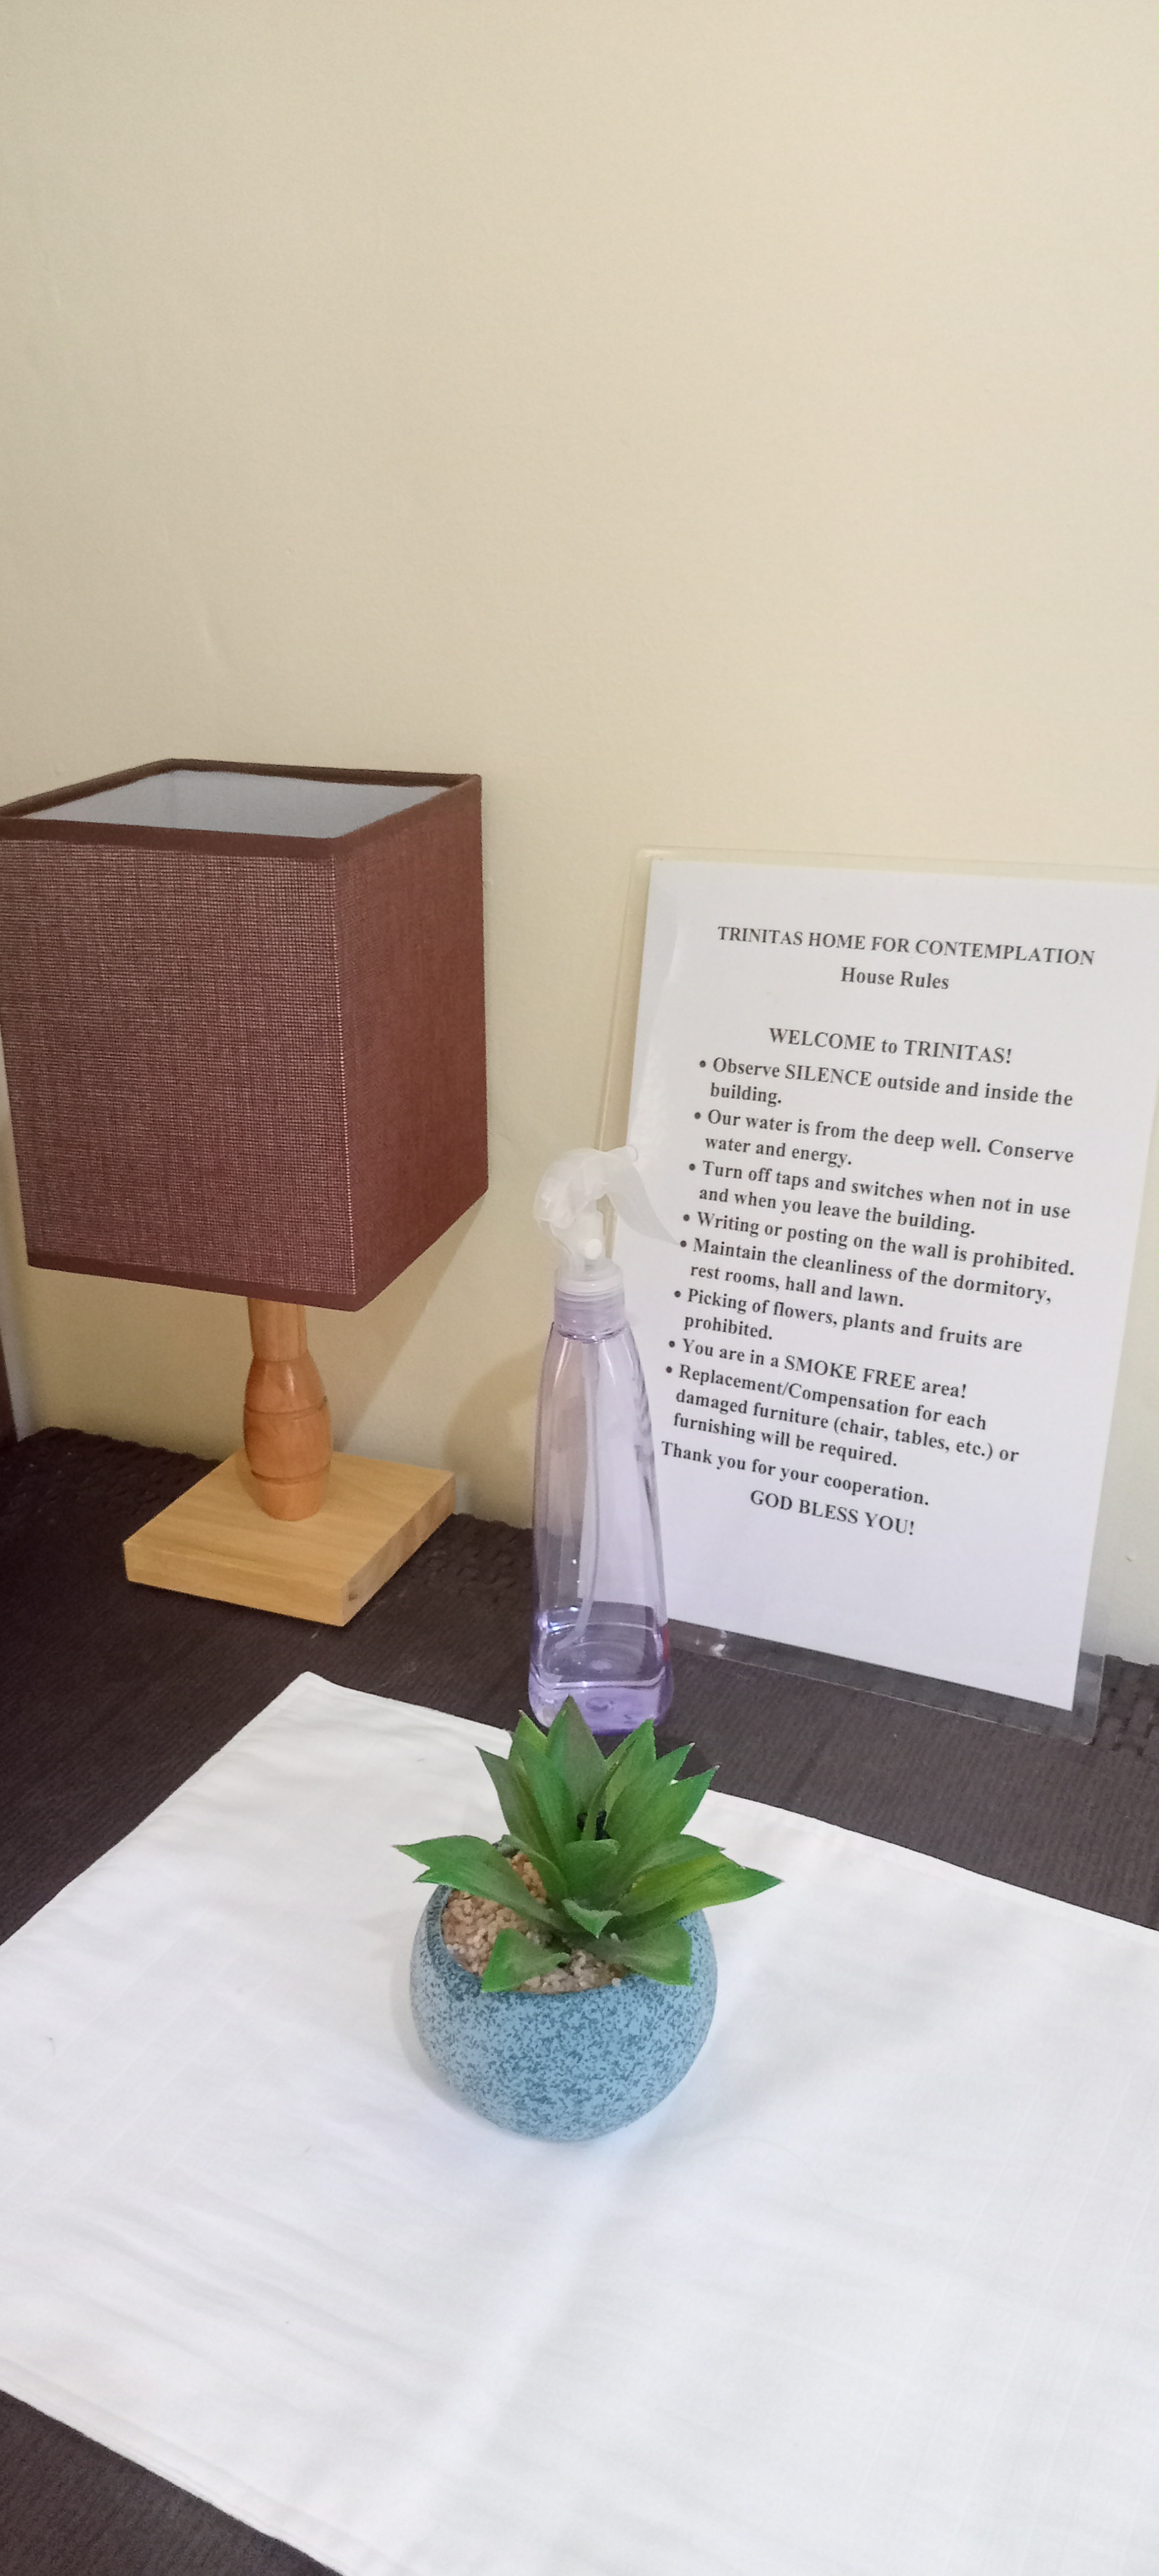 TRINITAS HOME FOR CONTEMPLATION
House Rules
WELCOME to TRINITAS!
• Observe SILENCE outside and inside the
building.
• Our water is from the deep well. Conserve
water and energy.
• Turn off taps and switches when not in use
and when you leave the building.
• Writing or posting on the wall is prohibited.
• Maintain the cleanliness of the dormitory,
rest rooms, hall and lawn.
• Picking of flowers, plants and fruits are
prohibited.
• You are in a SMOKE FREE area!
• Replacement/Compensation for each
damaged furniture (chair, tables, etc.) or
furnishing will be required.
Thank you for your cooperation.
GOD BLESS YOU!